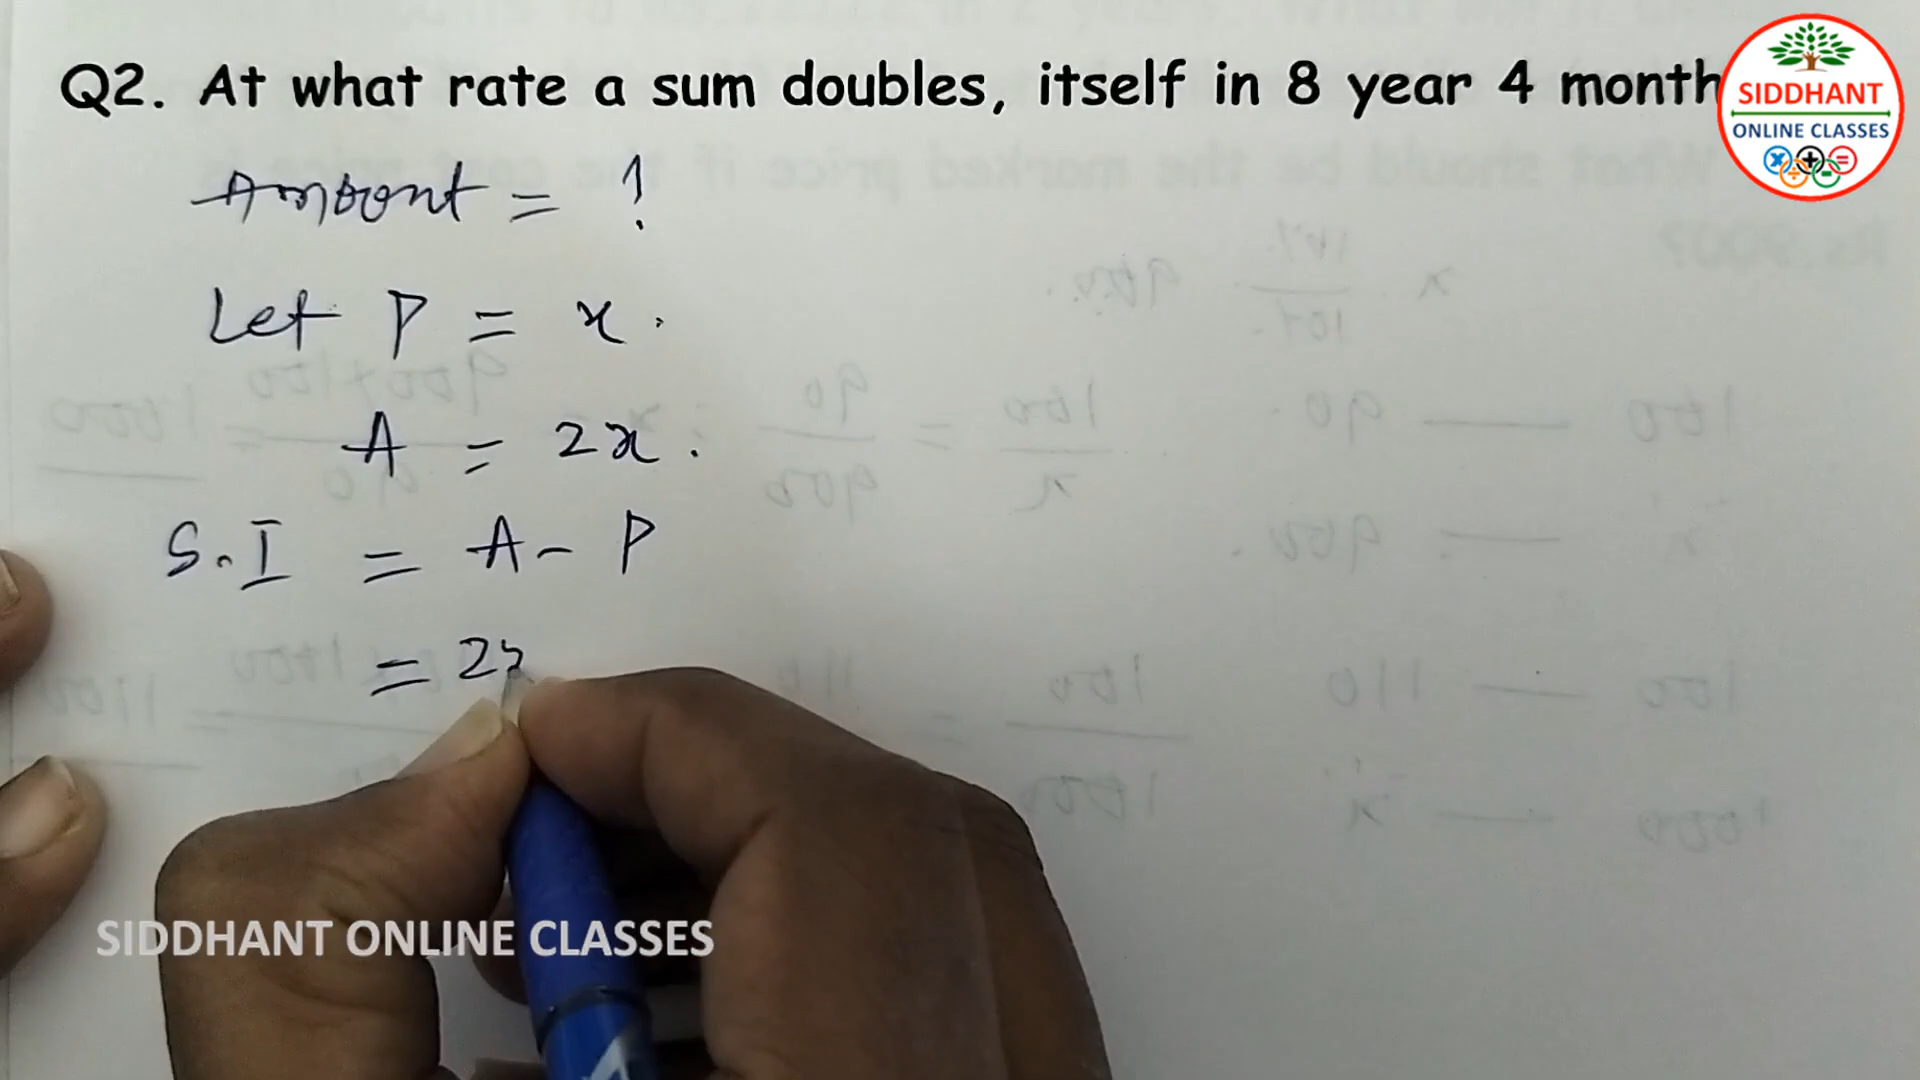 Q2. At what rate a sum doubles, itself in 8 year 4 month
SIDDHANT
ONLINE CLASSES
Amount = ?
Let P = x.
A = 2x.
S.I = A - P
= 2x
SIDDHANT ONLINE CLASSES